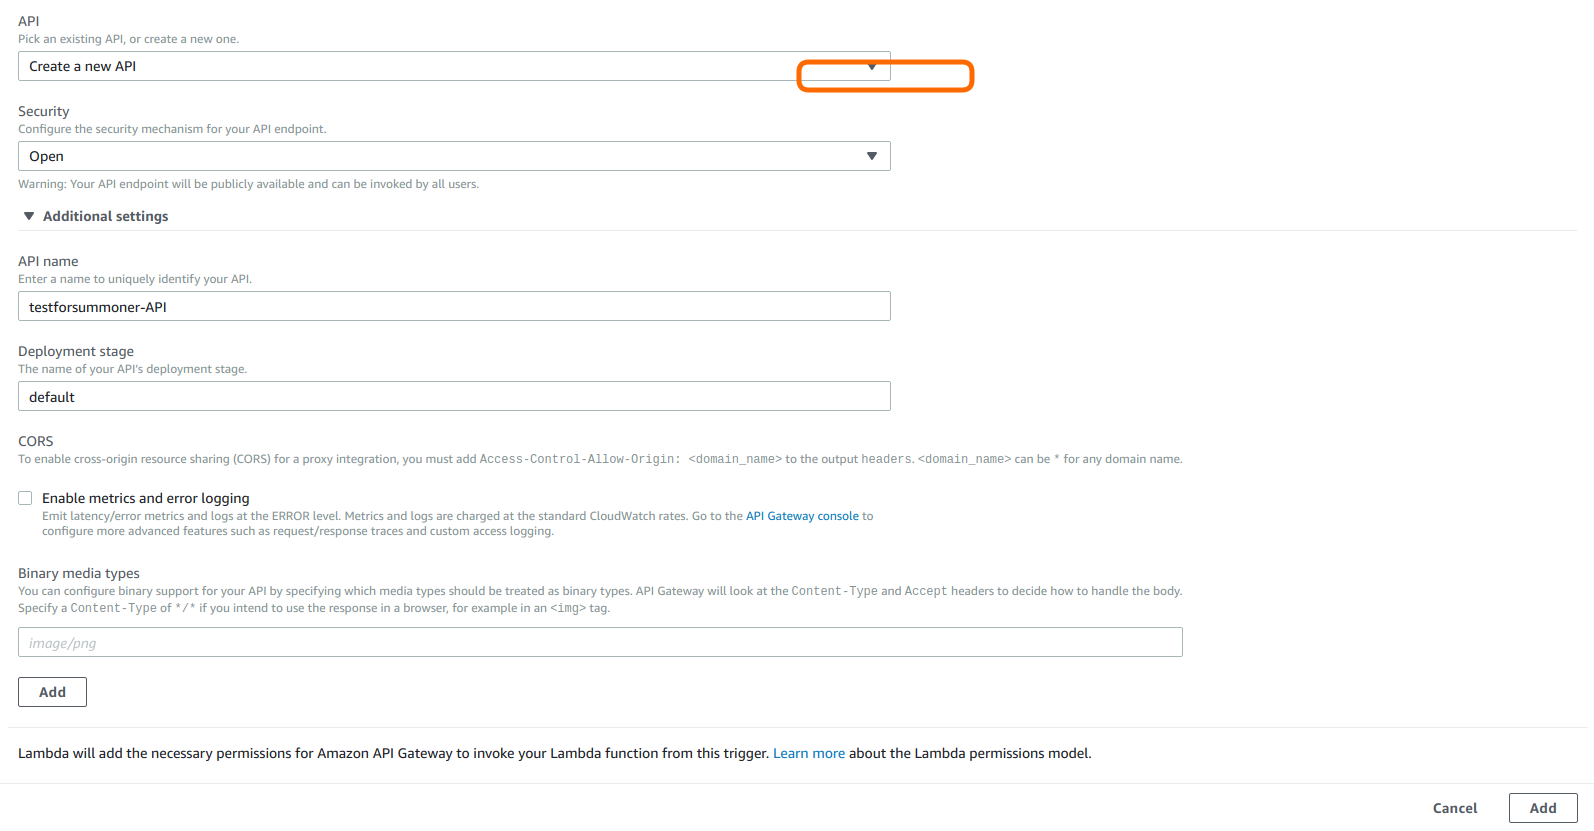 API
Pick an existing API, or create a new one.
Create a new API
Security
Configure the security mechanism for your API endpoint.
Open
Warning: Your API endpoint will be publicly available and can be invoked by all users.
Additional settings
API name
Enter a name to uniquely identify your API.
testforsummoner-API
Deployment stage
The name of your API's deployment stage.
default
CORS
To enable cross-origin resource sharing (CORS) for a proxy integration, you must add Access-Control-Allow-Origin: <domain_name> to the output headers. <domain_name> can be * for any domain name.
Enable metrics and error logging
Emit latency/error metrics and logs at the ERROR level. Metrics and logs are charged at the standard CloudWatch rates. Go to the API Gateway console to
configure more advanced features such as request/response traces and custom access logging.
Binary media types
You can configure binary support for your API by specifying which media types should be treated as binary types. API Gateway will look at the Content-Type and Accept headers to decide how to handle the body.
Specify a Content-Type of */* if you intend to use the response in a browser, for example in an <img> tag.
image/png
Add
Lambda will add the necessary permissions for Amazon API Gateway to invoke your Lambda function from this trigger. Learn more about the Lambda permissions model.
Cancel Add